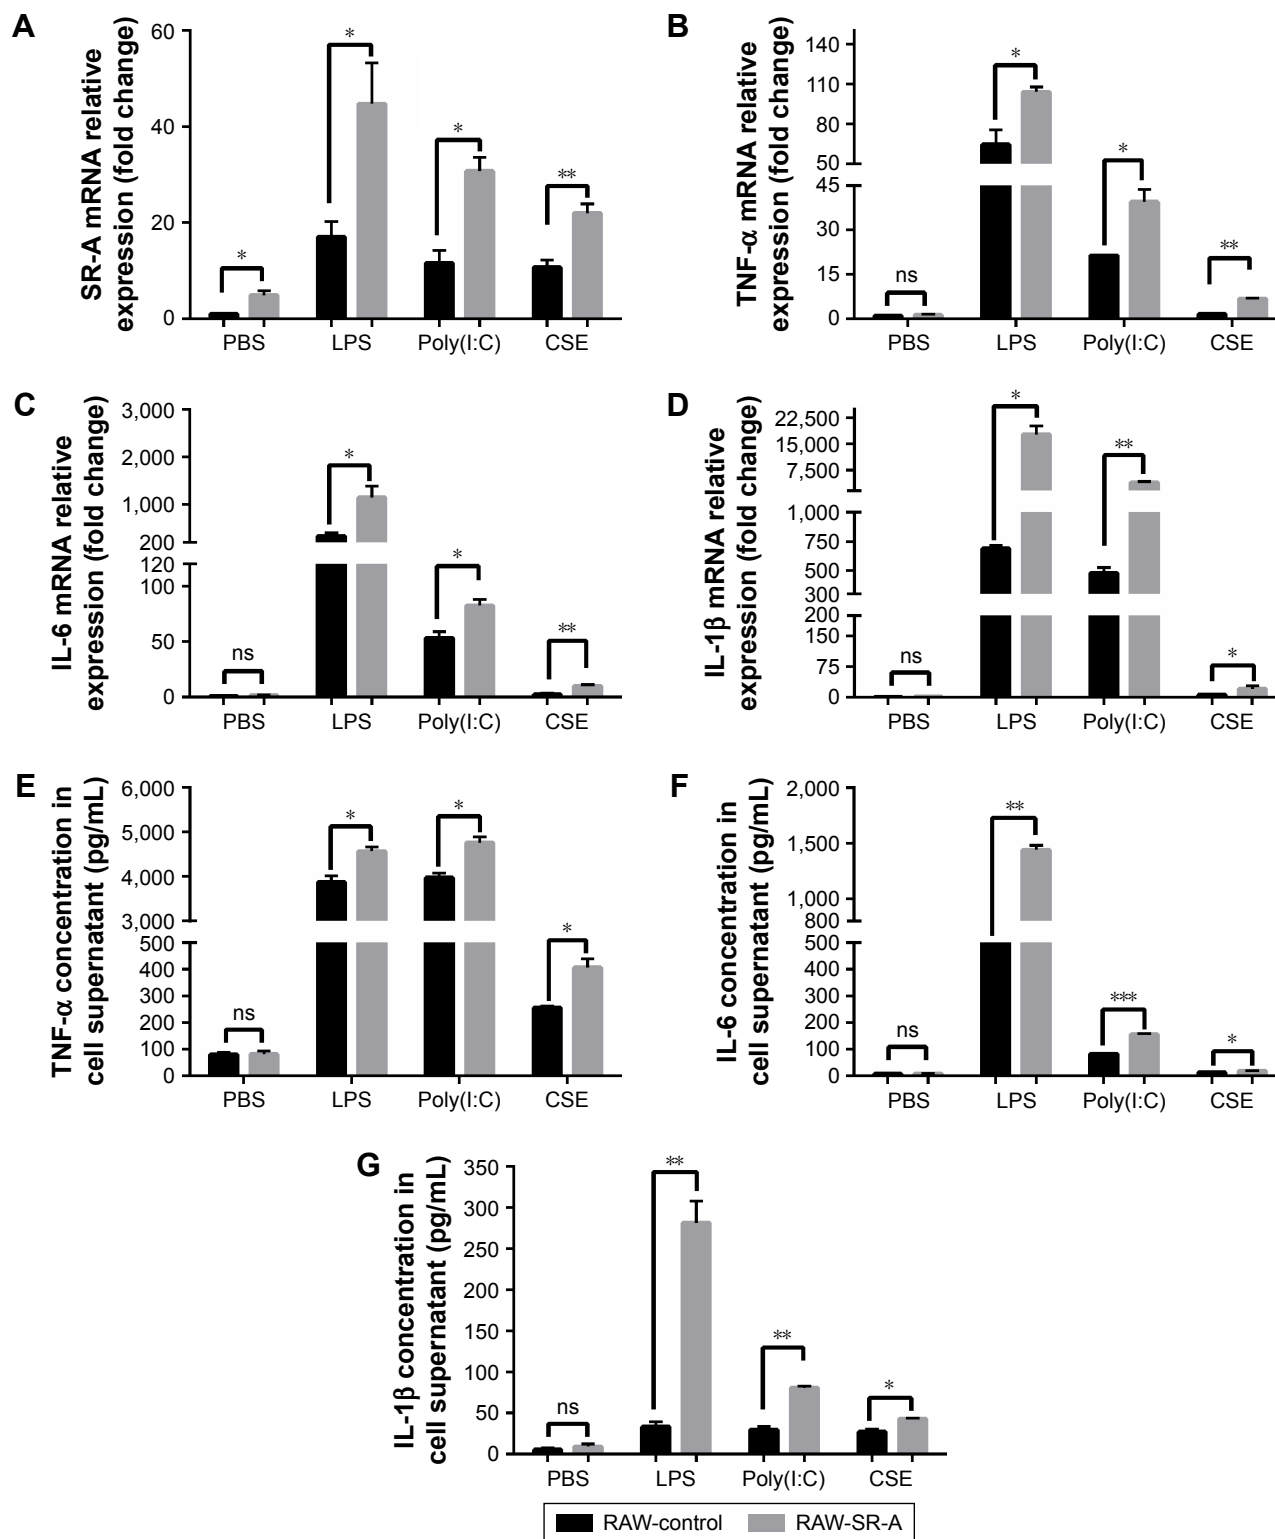 A
SR-A mRNA relative
expression (fold change)
60
40
20
0
*
*
*
**
PBS
LPS
Poly(I:C)
CSE
B
TNF-α mRNA relative
expression (fold change)
140
110
80
50
45
30
15
0
ns
*
*
**
PBS
LPS
Poly(I:C)
CSE
C
IL-6 mRNA relative
expression (fold change)
3,000
2,000
1,000
200
120
100
50
0
ns
*
*
**
PBS
LPS
Poly(I:C)
CSE
D
IL-1β mRNA relative
expression (fold change)
22,500
15,000
7,500
1,000
750
500
300
200
150
75
0
ns
*
**
*
PBS
LPS
Poly(I:C)
CSE
E
TNF-α concentration in
cell supernatant (pg/mL)
6,000
5,000
4,000
3,000
500
400
300
200
100
0
ns
*
*
*
PBS
LPS
Poly(I:C)
CSE
F
IL-6 concentration in
cell supernatant (pg/mL)
2,000
1,500
1,000
800
500
400
300
200
100
0
ns
**
***
*
PBS
LPS
Poly(I:C)
CSE
G
IL-1β concentration in
cell supernatant (pg/mL)
350
300
250
200
150
100
50
0
ns
**
**
*
PBS
LPS
Poly(I:C)
CSE
RAW-control
RAW-SR-A